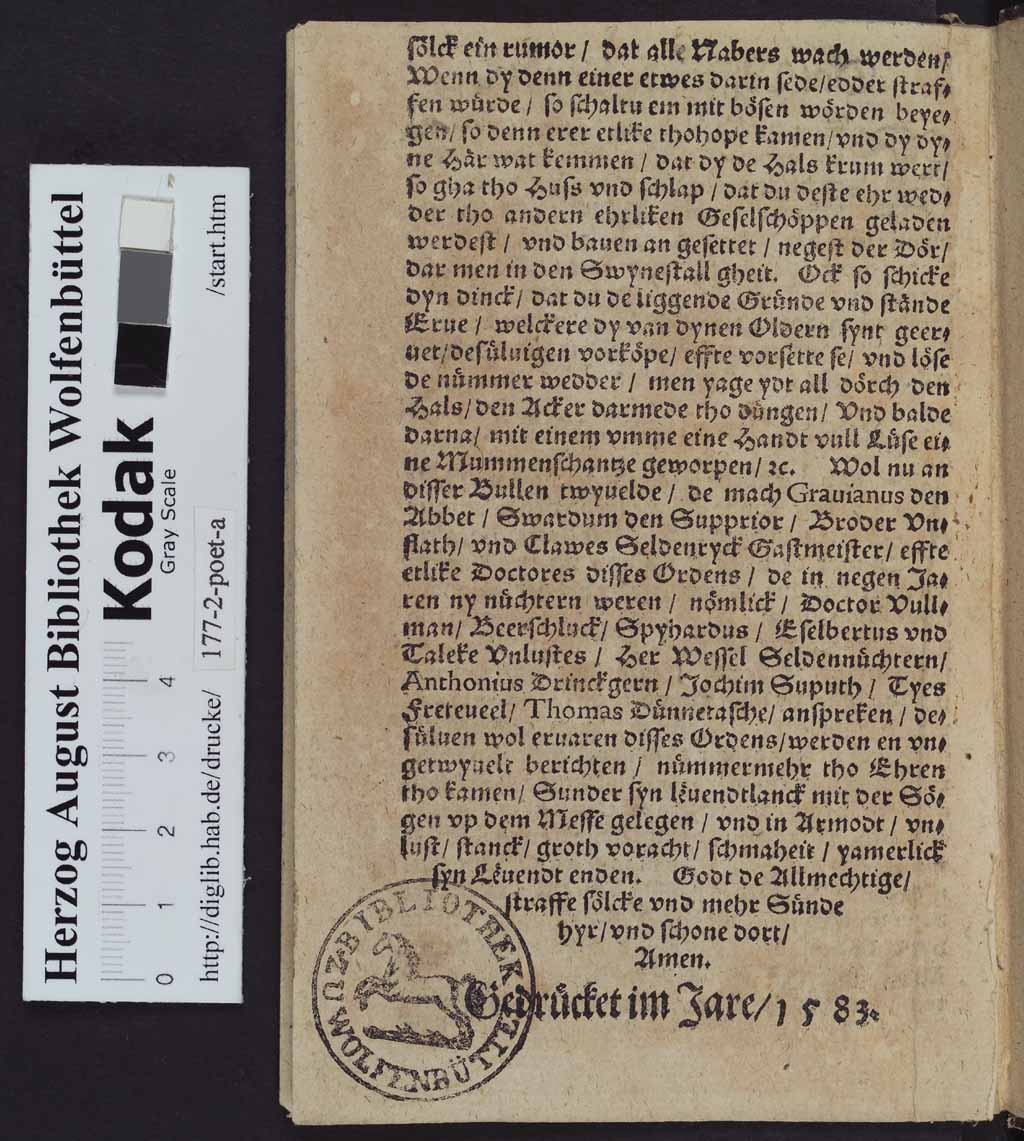 sölck ein rumor / dat alle Nabers wach werden/
Wenn dy denn einer etwes darin sede/edder straf⸗
fen würde / so schaltu em mit bösen wörden beye⸗
gen/ so denn erer etlike thohope kamen/vnd dy dy⸗
ne Här wat kemmen / dat dy de Hals krum wert/
so gha tho Huss vnd schlap / dat du deste ehr wed⸗
der tho andern ehrliken Geselschöppen geladen
werdest / vnd bauen an gesettet / negest der Dör/
dar men in den Swynestall gheit. Ock so schicke
dyn dinck/ dat du de liggende Gründe vnd stände
Erue / welckere dy van dynen Oldern synt geer⸗
uet/desüluigen vorköpe/ effte vorsette se/ vnd löse
de nümmer wedder / men yage ydt all dörch den
Hals/ den Acker darmede tho düngen/ Vnd balde
darna/ mit einem vmme eine Handt vull Lüse ei⸗
ne Mummenschantze geworpen/ ꝛc. Wol nu an
disser Bullen twyuelde / de mach Grauianus den
Abbet / Swardum den Supprior / Broder Vn⸗
flath/ vnd Clawes Seldenryck Gastmeister/ effte
etlike Doctores disses Ordens / de in negen Ja⸗
ren ny nüchtern weren / nömlick / Doctor Vull⸗
man/ Beerschluck/ Spyhardus / Eselbertus vnd
Taleke Vnlustes / Her Wessel Seldennüchtern/
Anthonius Drinckgern / Jochim Suputh / Tyes
Freteueel/ Thomas Dünnetasche/ anspreken / de⸗
süluen wol eruaren disses Ordens/werden en vn⸗
getwyuelt berichten / nümmermehr tho Ehren
tho kamen/ Sunder syn leuendtlanck mit der Sö⸗
gen vp dem Messe gelegen / vnd in Armodt / vn⸗
lust/ stanck/ groth voracht/ schmaheit / yamerlick
syn Leuendt enden. Godt de Allmechtige/
straffe sölcke vnd mehr Sünde
hyr/ vnd schone dort/
Amen.
Gedrücket im Jare/ 1583.
BIBLIOTHEK
ZU WOLFENBÜTTEL
Herzog August Bibliothek Wolfenbüttel
Kodak
Gray Scale
0 1 2 3 4
http://diglib.hab.de/drucke/ 177-2-poet-a /start.htm